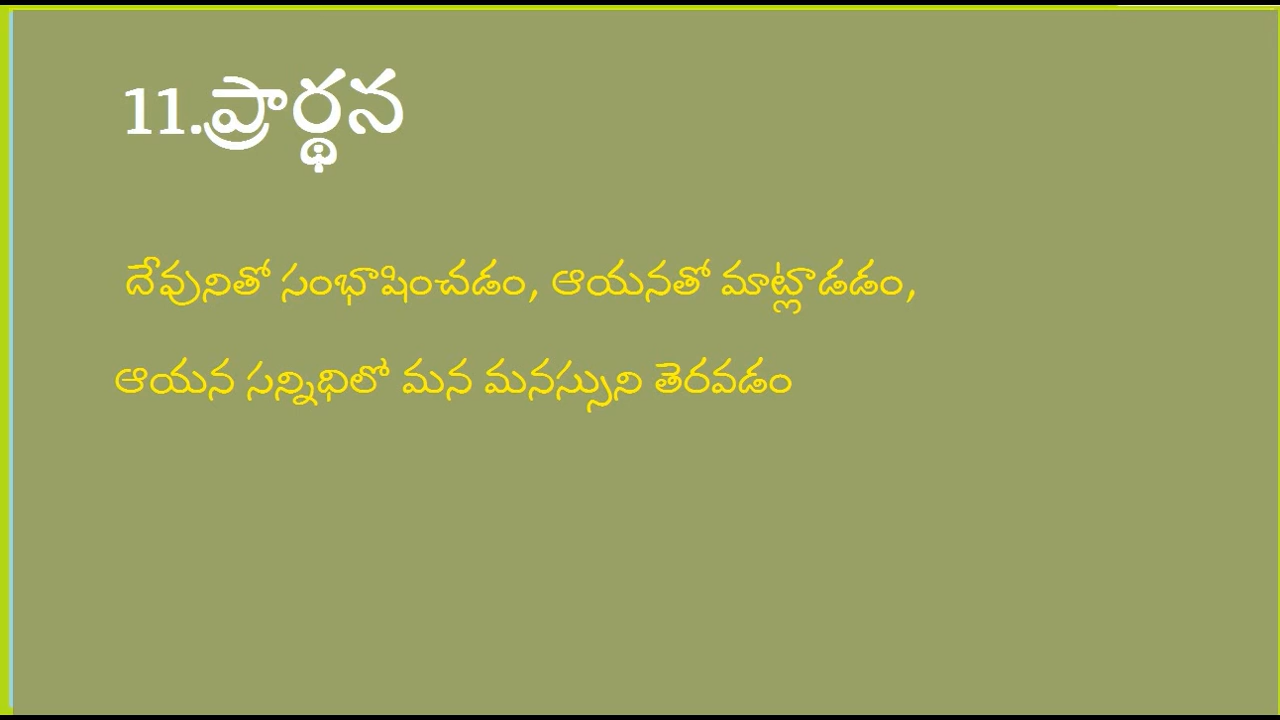 11.ప్రార్థన
దేవునితో సంభాషించడం, ఆయనతో మాట్లాడడం,
ఆయన సన్నిధిలో మన మనస్సుని తెరవడం